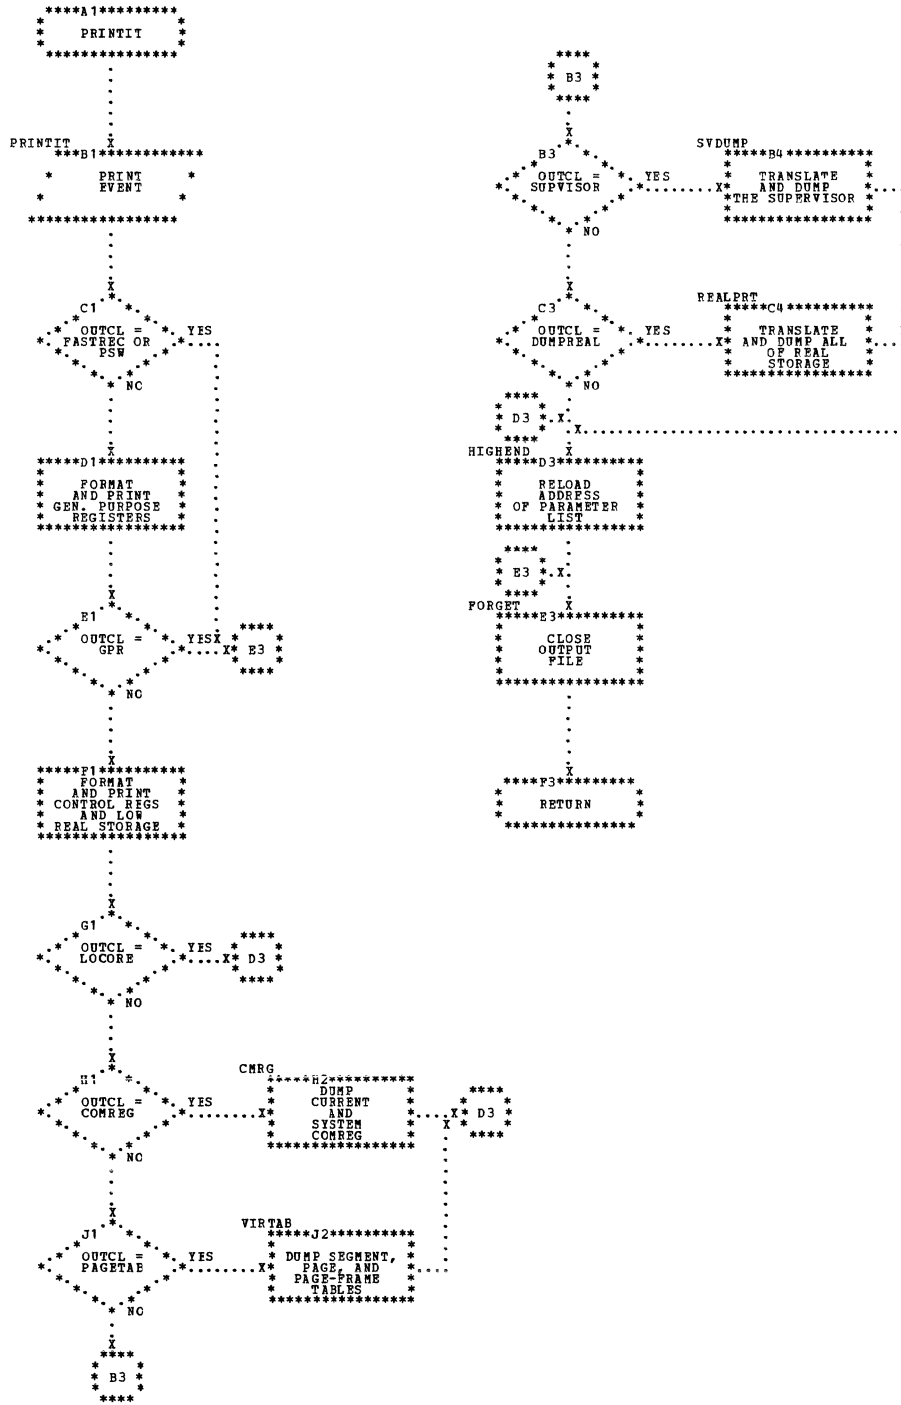 A1
PRINTIT
PRINTIT
B1
PRINT
EVENT
C1
OUTCL =
FASTREC OR
PSW
YES
NO
D1
FORMAT
AND PRINT
GEN. PURPOSE
REGISTERS
E1
OUTCL =
GPR
YES
E3
NO
F1
FORMAT
AND PRINT
CONTROL REGS
AND LOW
REAL STORAGE
G1
OUTCL =
LOCORE
YES
D3
NO
H1
OUTCL =
COMREG
YES
NO
CMRG
H2
DUMP
CURRENT
AND
SYSTEM
COMREG
D3
J1
OUTCL =
PAGETAB
YES
NO
VIRTAB
J2
DUMP SEGMENT,
PAGE, AND
PAGE-FRAME
TABLES
B3
B3
B3
OUTCL =
SUPVISOR
YES
NO
SVDUMP
B4
TRANSLATE
AND DUMP
THE SUPERVISOR
C3
OUTCL =
DUMPREAL
YES
NO
REALPRT
C4
TRANSLATE
AND DUMP ALL
OF REAL
STORAGE
D3
HIGHEND
D3
RELOAD
ADDRESS
OF PARAMETER
LIST
E3
FORGET
E3
CLOSE
OUTPUT
FILE
F3
RETURN